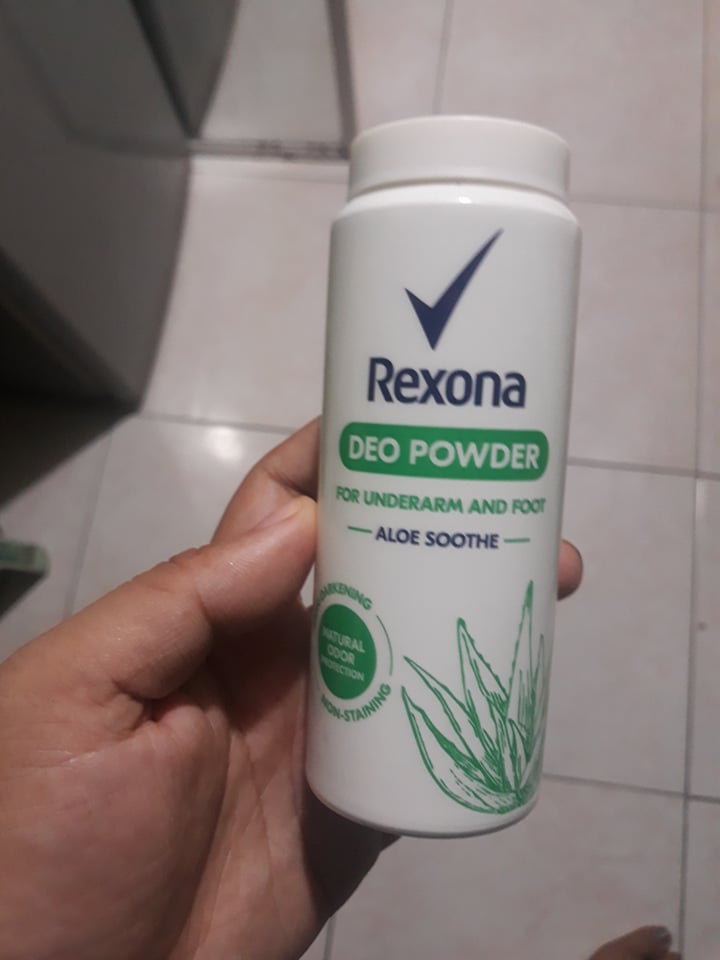 Rexona
DEO POWDER
FOR UNDERARM AND FOOT
ALOE SOOTHE
NATURAL
ODOR
PROTECTION
NON-STAINING